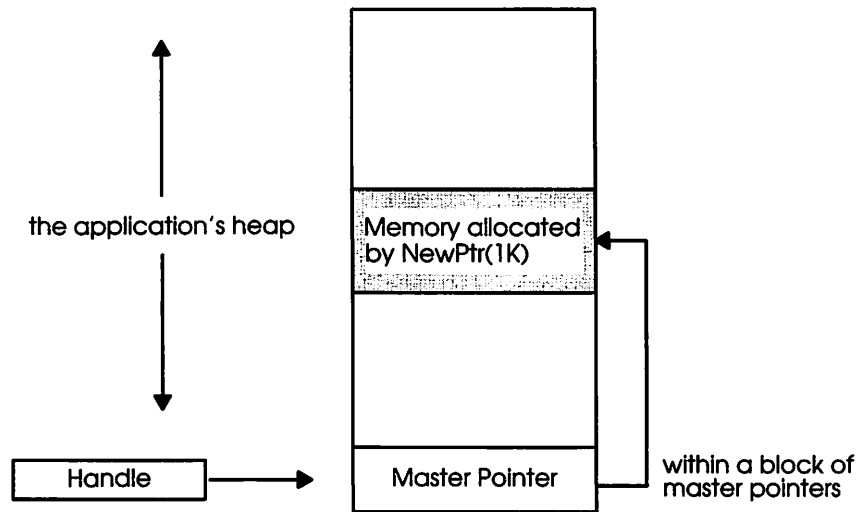 the application's heap
Memory allocated
by NewPtr(1K)
Handle
Master Pointer
within a block of
master pointers